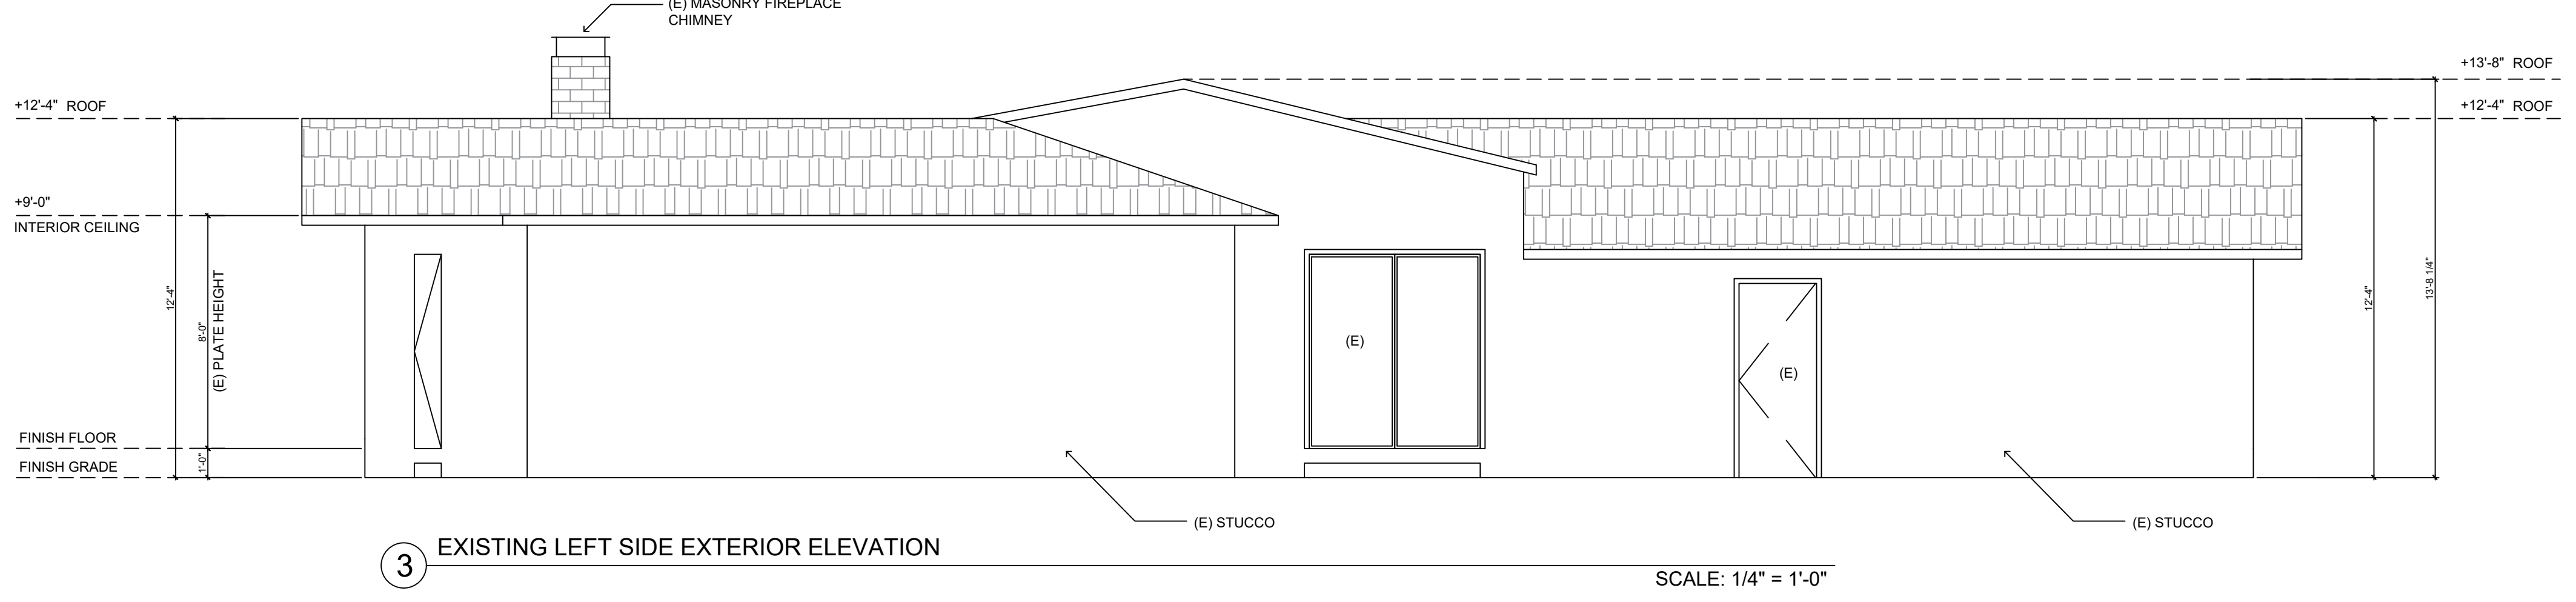 (E) MASONRY FIREPLACE
CHIMNEY
+13'-8" ROOF
+12'-4" ROOF
+12'-4" ROOF
+9'-0"
INTERIOR CEILING
12'-4"
8'-0"
(E) PLATE HEIGHT
1'-0"
12'-4"
13'-8 1/4"
(E)
(E)
FINISH FLOOR
FINISH GRADE
(E) STUCCO
(E) STUCCO
3
EXISTING LEFT SIDE EXTERIOR ELEVATION
SCALE: 1/4" = 1'-0"